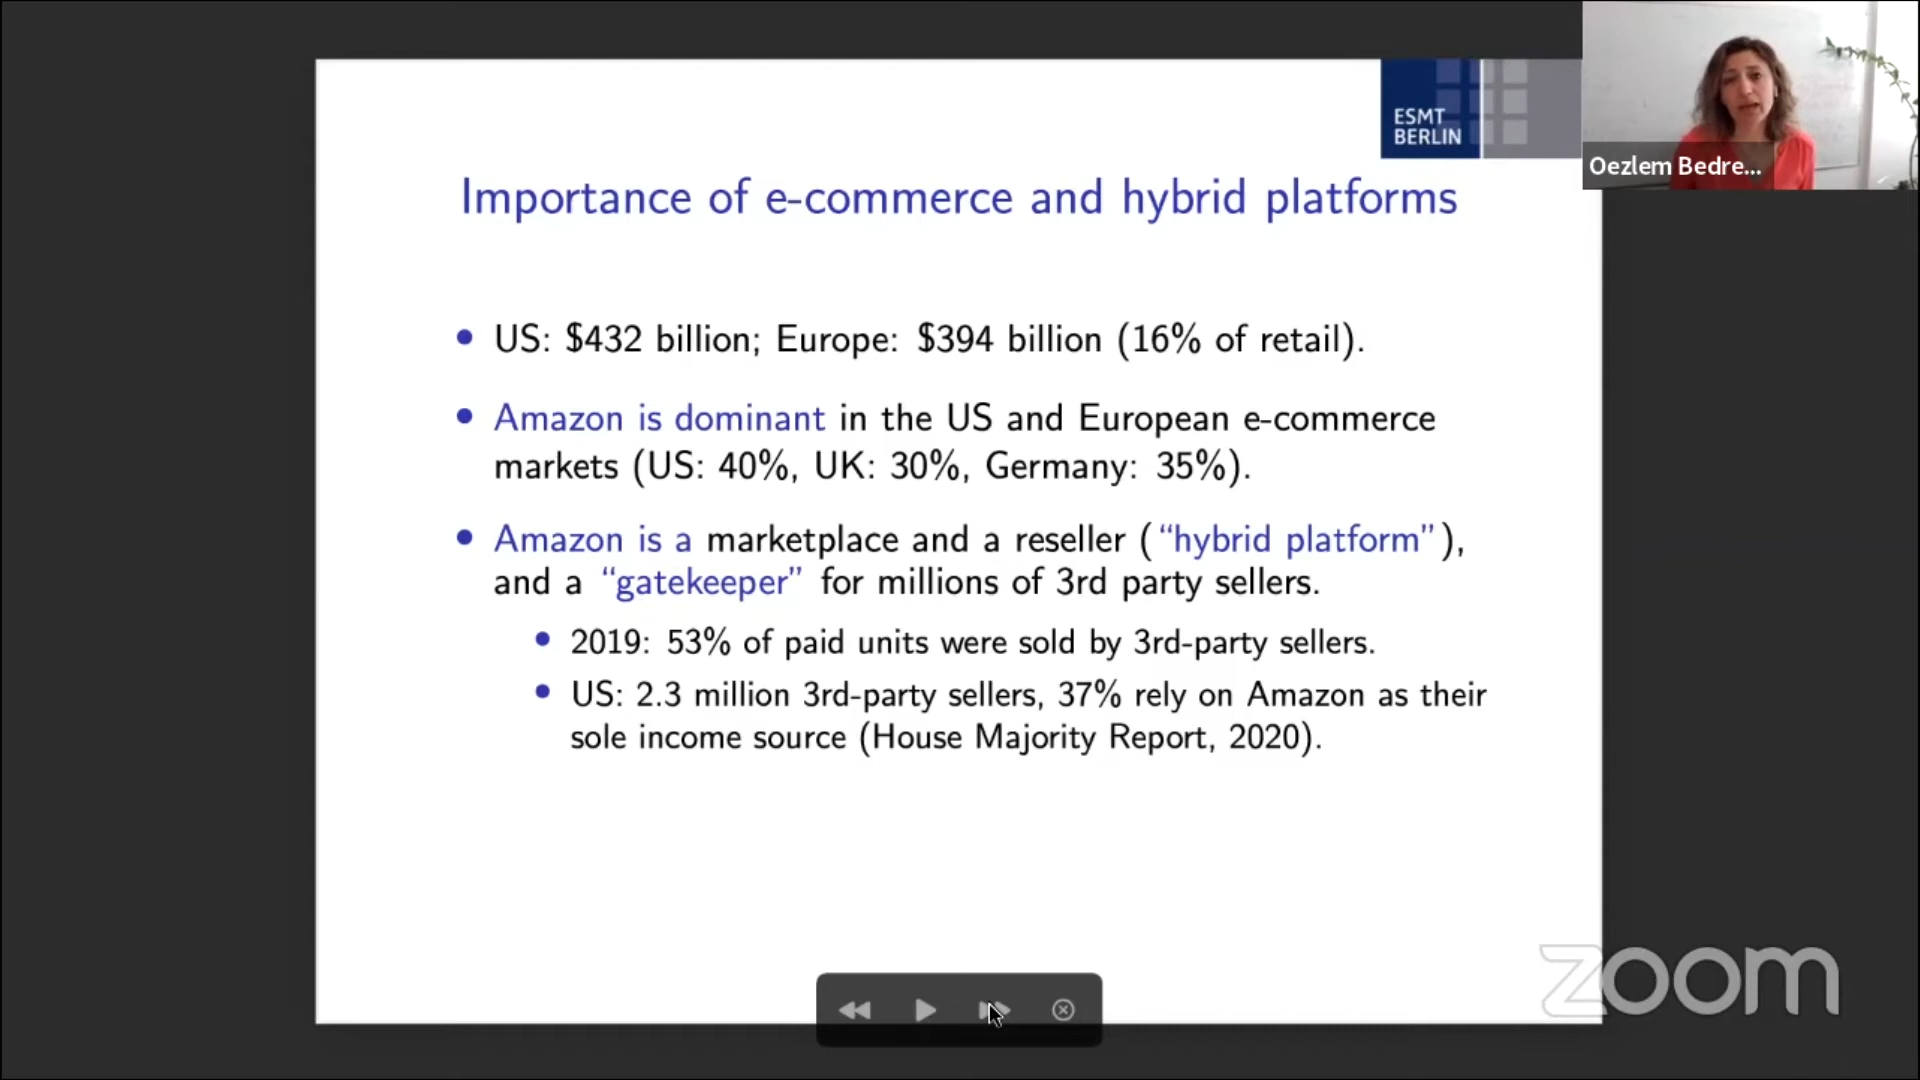 ESMT
BERLIN
Oezlem Bedre...
Importance of e-commerce and hybrid platforms
• US: $432 billion; Europe: $394 billion (16% of retail).
• Amazon is dominant in the US and European e-commerce
markets (US: 40%, UK: 30%, Germany: 35%).
• Amazon is a marketplace and a reseller (“hybrid platform”),
and a “gatekeeper” for millions of 3rd party sellers.
• 2019: 53% of paid units were sold by 3rd-party sellers.
• US: 2.3 million 3rd-party sellers, 37% rely on Amazon as their
sole income source (House Majority Report, 2020).
zoom